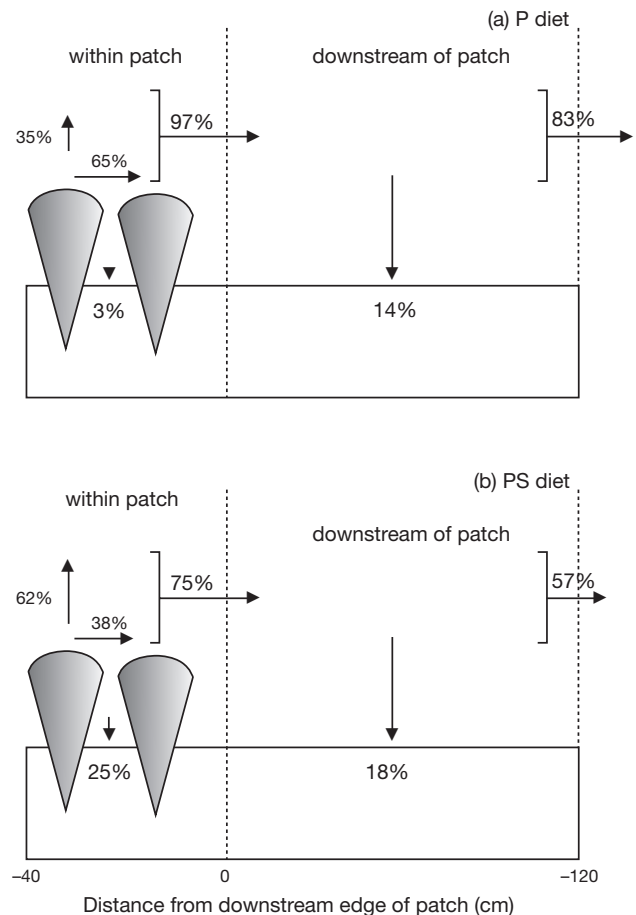 (a) P diet
within patch
downstream of patch
97%
83%
35%
65%
3%
14%
(b) PS diet
within patch
downstream of patch
75%
57%
62%
38%
25%
18%
–40
0
–120
Distance from downstream edge of patch (cm)